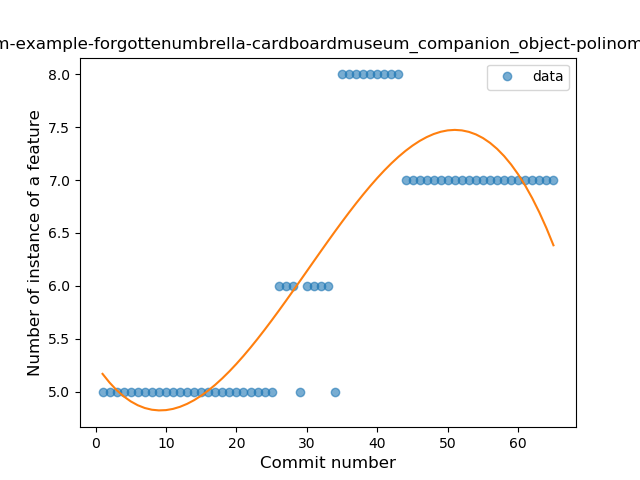 m-example-forgottenumbrella-cardboardmuseum_companion_object-polinom
data
8.0
7.5
7.0
6.5
6.0
5.5
5.0
Number of instance of a feature
0 10 20 30 40 50 60
Commit number